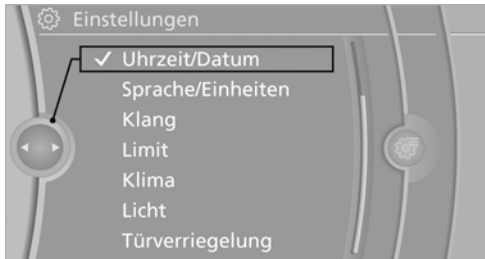 Einstellungen
Uhrzeit/Datum
Sprache/Einheiten
Klang
Limit
Klima
Licht
Türverriegelung